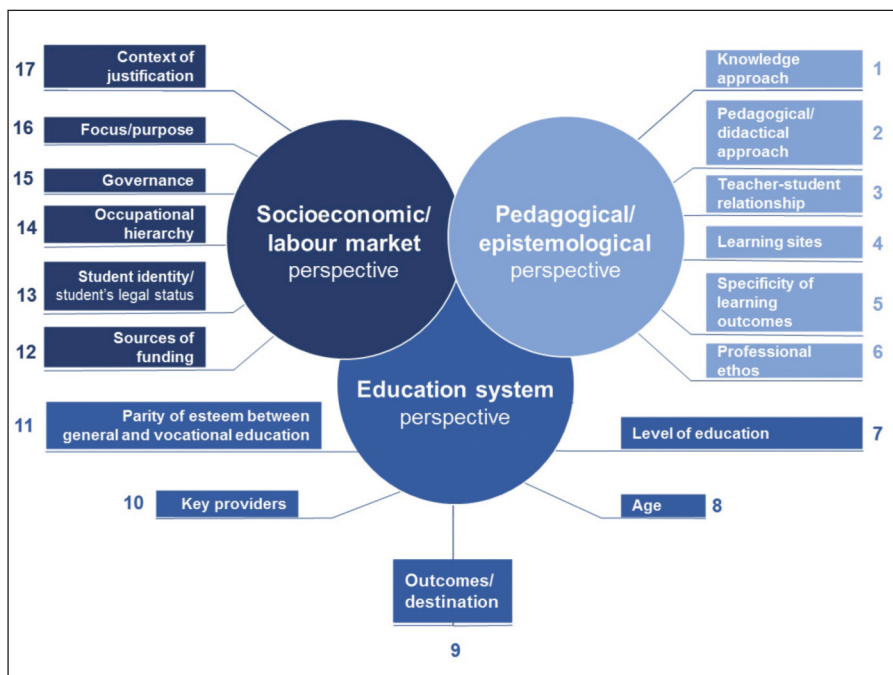 17
Context of
justification
16
Focus/purpose
15
Governance
14
Occupational
hierarchy
13
Student identity/
student's legal status
12
Sources of
funding
Socioeconomic/
labour market
perspective
Pedagogical/
epistemological
perspective
Education system
perspective
Knowledge
approach
1
Pedagogical/
didactical
approach
2
Teacher-student
relationship
3
Learning sites
4
Specificity of
learning
outcomes
5
Professional
ethos
6
11
Parity of esteem between
general and vocational education
Level of education
7
10
Key providers
Age
8
Outcomes/
destination
9